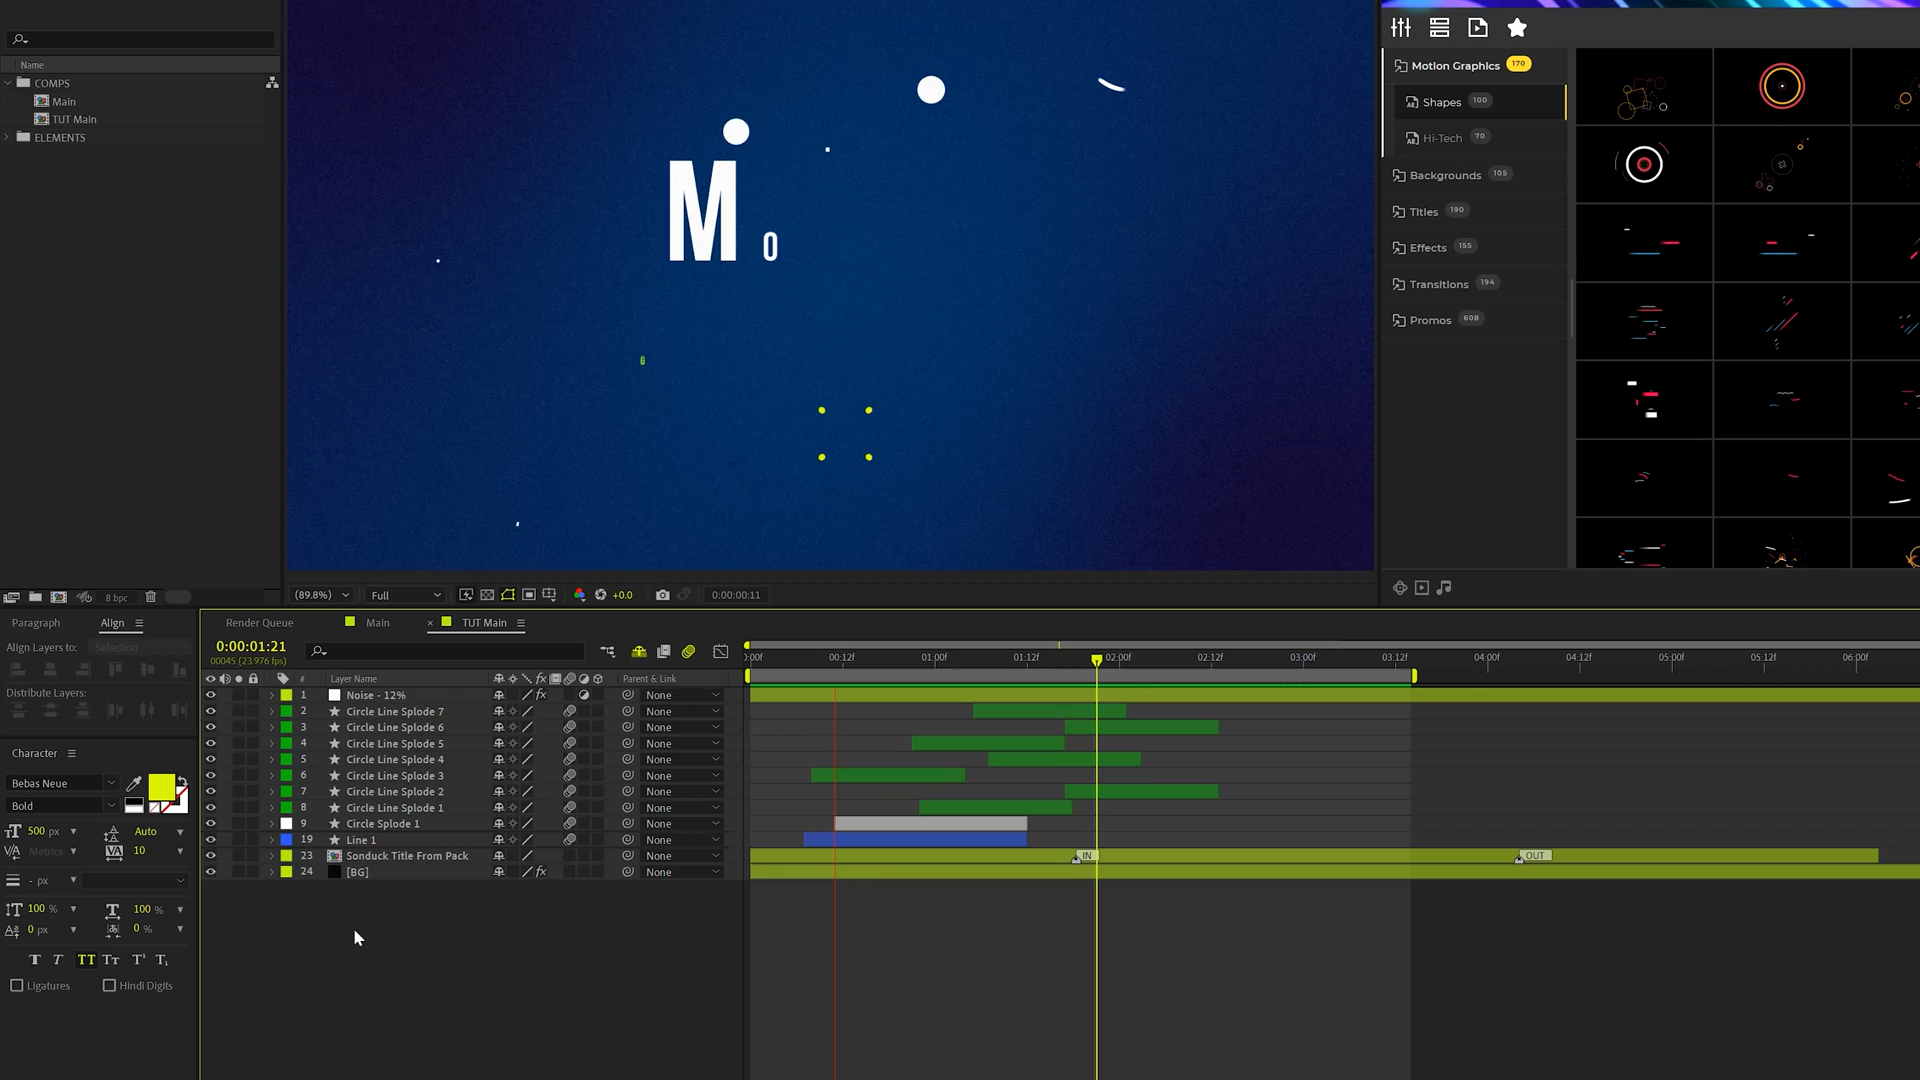 Name
COMPS
Main
TUT Main
ELEMENTS
8 bpc
M 0
(89.8%)
Full
+0.0
0:00:00:11
Motion Graphics 170
Shapes 100
Hi-Tech 70
Backgrounds 105
Titles 190
Effects 155
Transitions 194
Promos 608
Paragraph
Align
Align Layers to:
Selection
Distribute Layers:
Character
Bebas Neue
Bold
500 px
Auto
Metrics
10
- px
100 %
100 %
0 px
0 %
TT
Ligatures
Hindi Digits
Render Queue
Main
TUT Main
0:00:01:21
00045 (23.976 fps)
:00f 00:12f 01:00f 01:12f 02:00f 02:12f 03:00f 03:12f 04:00f 04:12f 05:00f 05:12f 06:00f
# Layer Name Parent & Link
1 Noise - 12% None
2 Circle Line Splode 7 None
3 Circle Line Splode 6 None
4 Circle Line Splode 5 None
5 Circle Line Splode 4 None
6 Circle Line Splode 3 None
7 Circle Line Splode 2 None
8 Circle Line Splode 1 None
9 Circle Splode 1 None
19 Line 1 None
23 Sonduck Title From Pack None IN OUT
24 [BG] None